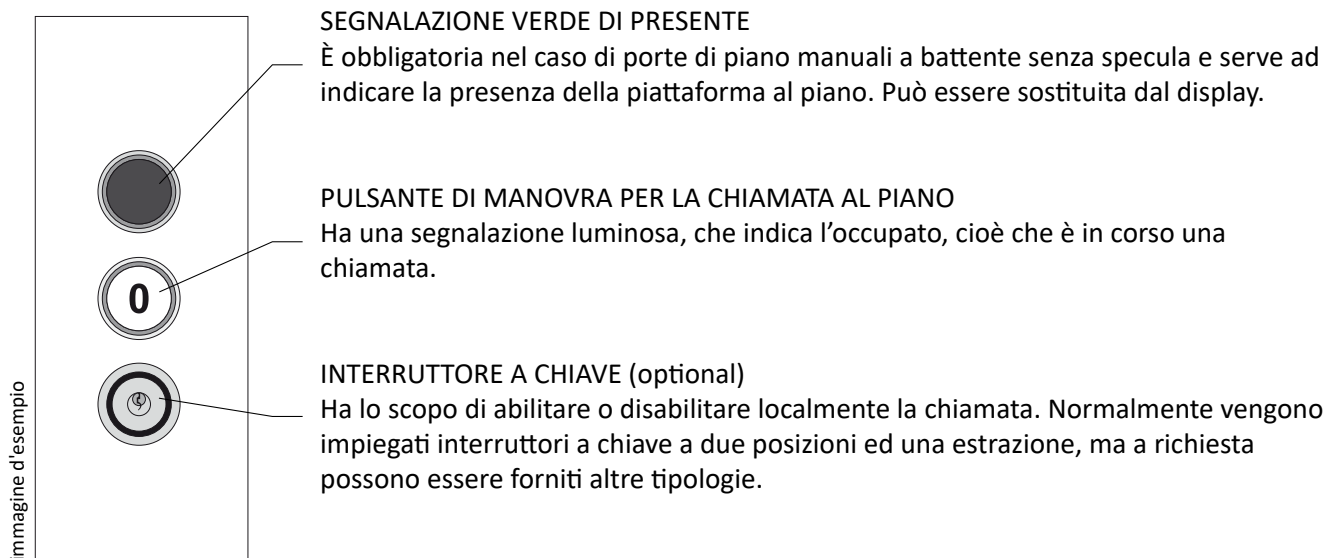 SEGNALAZIONE VERDE DI PRESENTE
È obbligatoria nel caso di porte di piano manuali a battente senza specula e serve ad
indicare la presenza della piattaforma al piano. Può essere sostituita dal display.
PULSANTE DI MANOVRA PER LA CHIAMATA AL PIANO
Ha una segnalazione luminosa, che indica l’occupato, cioè che è in corso una
chiamata.
0
INTERRUTTORE A CHIAVE (optional)
Ha lo scopo di abilitare o disabilitare localmente la chiamata. Normalmente vengono
impiegati interruttori a chiave a due posizioni ed una estrazione, ma a richiesta
possono essere forniti altre tipologie.
immagine d'esempio